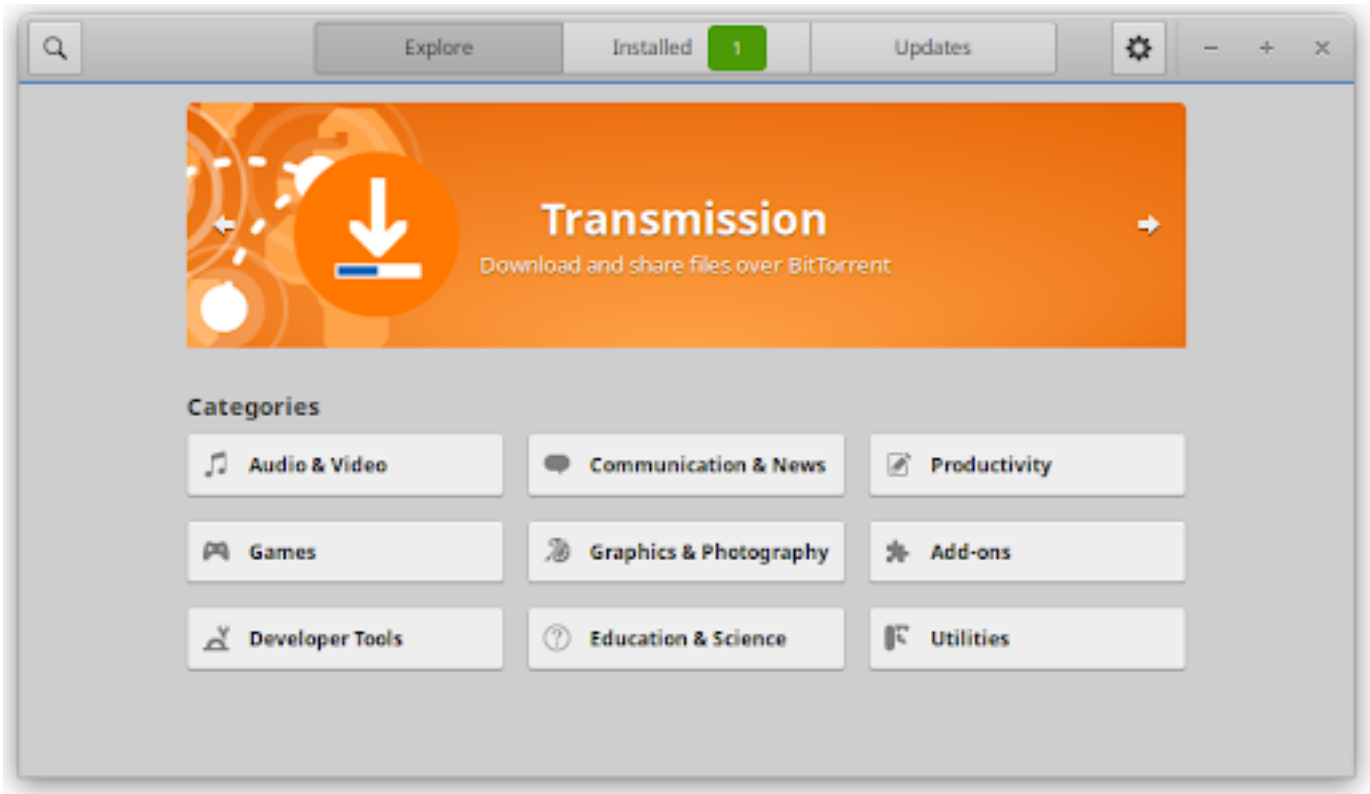 Explore Installed 1 Updates
Transmission
Download and share files over BitTorrent
Categories
Audio & Video Communication & News Productivity
Games Graphics & Photography Add-ons
Developer Tools Education & Science Utilities